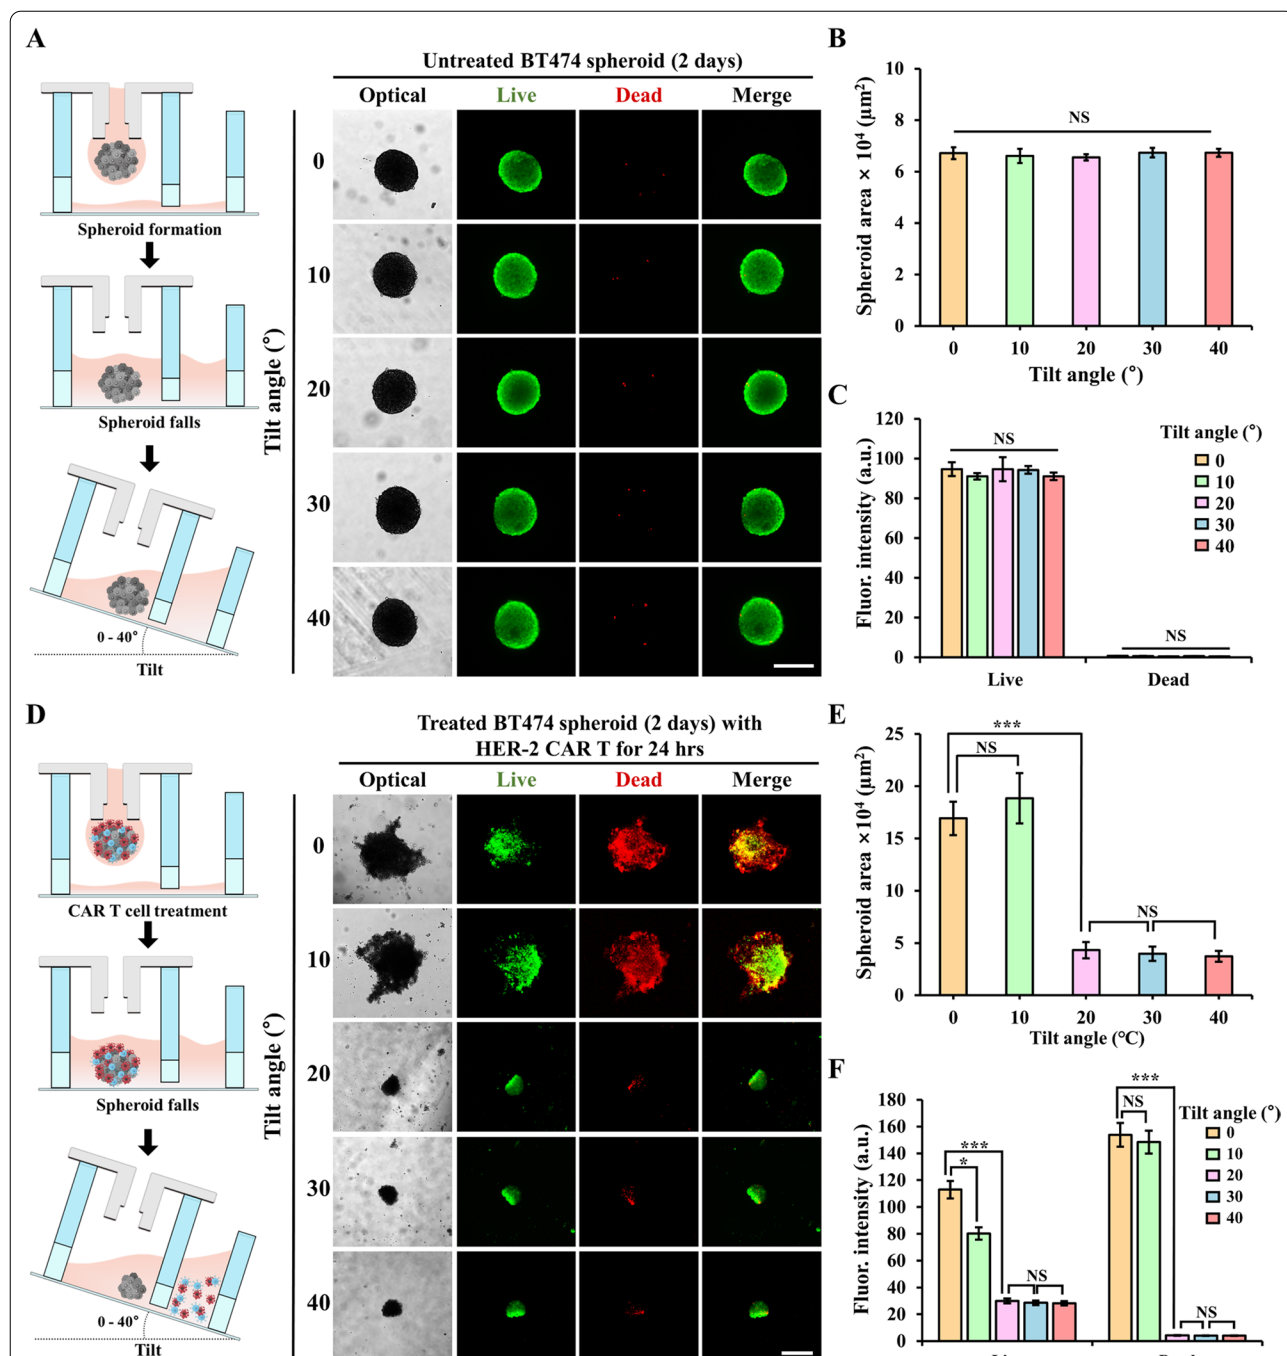 A
Untreated BT474 spheroid (2 days)
Optical
Live
Dead
Merge
Tilt angle (°)
0
10
20
30
40
Spheroid formation
Spheroid falls
0 - 40°
Tilt
B
Spheroid area × 10⁴ (μm²)
10
8
6
4
2
0
NS
0 10 20 30 40
Tilt angle (°)
C
Fluor. intensity (a.u.)
120
100
80
60
40
20
0
NS
NS
Live
Dead
Tilt angle (°)
0
10
20
30
40
D
Treated BT474 spheroid (2 days) with
HER-2 CAR T for 24 hrs
Optical
Live
Dead
Merge
Tilt angle (°)
0
10
20
30
40
CAR T cell treatment
Spheroid falls
0 - 40°
Tilt
E
Spheroid area ×10⁴ (μm²)
25
20
15
10
5
0
***
NS
NS
0 10 20 30 40
Tilt angle (°C)
F
Fluor. intensity (a.u.)
180
160
140
120
100
80
60
40
20
0
***
*
NS
***
NS
NS
Tilt angle (°)
0
10
20
30
40